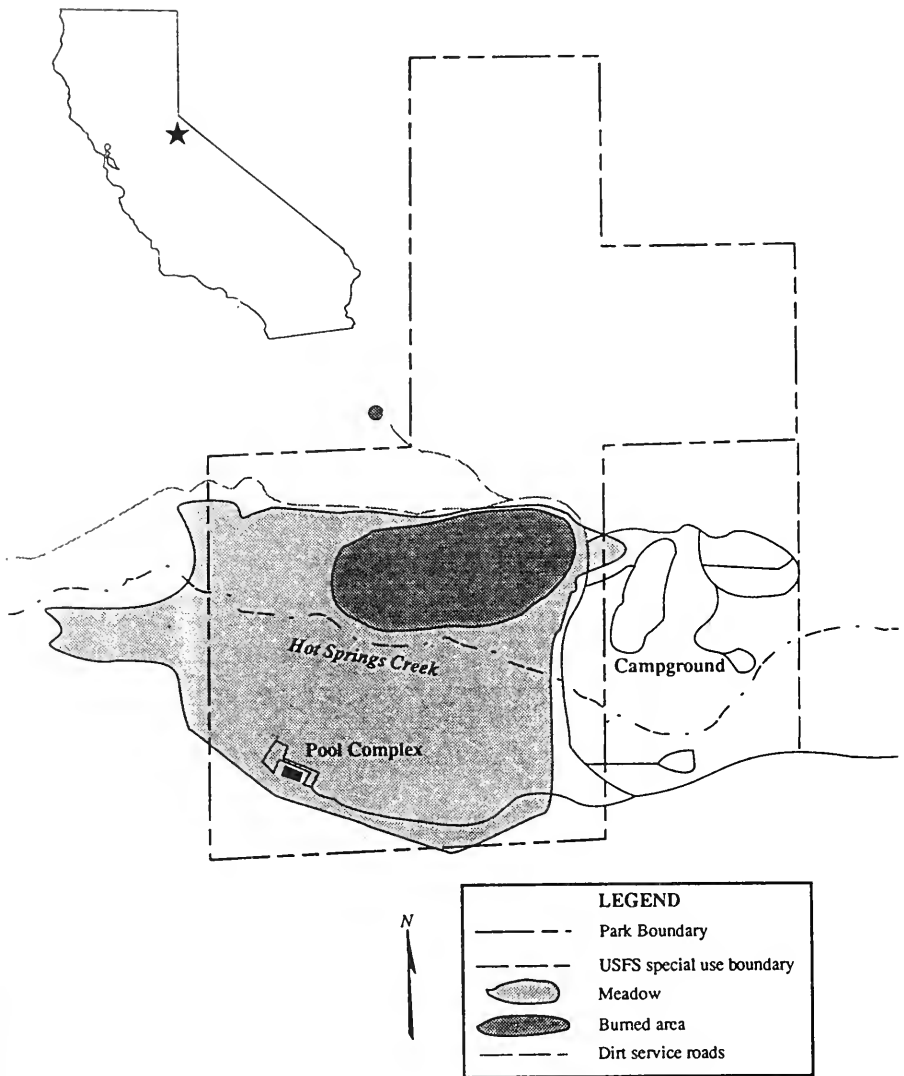 Hot Springs Creek
Campground
Pool Complex
N
LEGEND
Park Boundary
USFS special use boundary
Meadow
Burned area
Dirt service roads